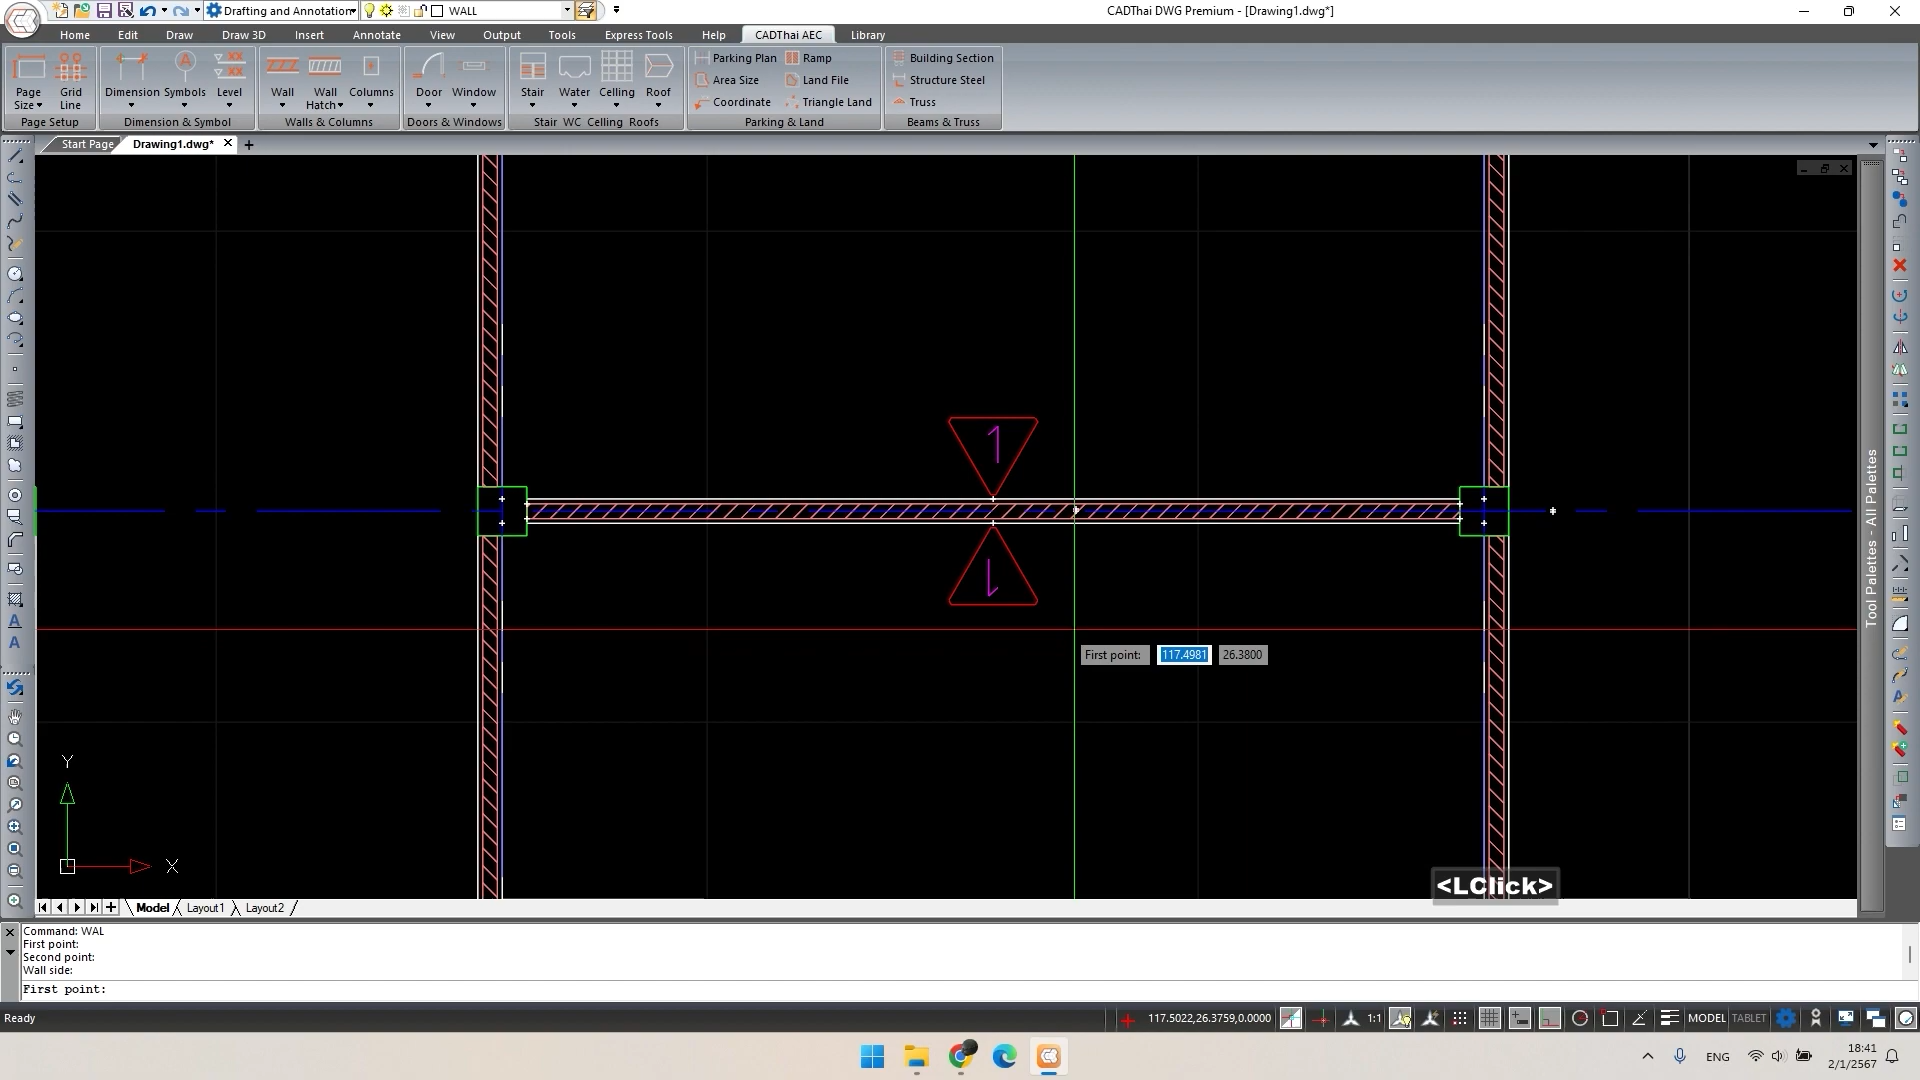 Drafting and Annotation
WALL
CADThai DWG Premium - [Drawing1.dwg*]
Home Edit Draw Draw 3D Insert Annotate View Output Tools Express Tools Help CADThai AEC Library
Page Size
Grid Line
Page Setup
Dimension Symbols Level
Dimension & Symbol
Wall
Wall Hatch
Columns
Walls & Columns
Door Window
Doors & Windows
Stair Water Celling Roof
Stair WC Celling Roofs
Parking Plan Ramp
Area Size Land File
Coordinate Triangle Land
Parking & Land
Building Section
Structure Steel
Truss
Beams & Truss
Start Page Drawing1.dwg*
1
1
First point: 117.4981 26.3800
Tool Palettes - All Palettes
Y
X
<LClick>
Model Layout1 Layout2
Command: WAL
First point:
Second point:
Wall side:
First point:
Ready
117.5022,26.3759,0.0000
1:1
MODEL TABLET
ENG
18:41
2/1/2567